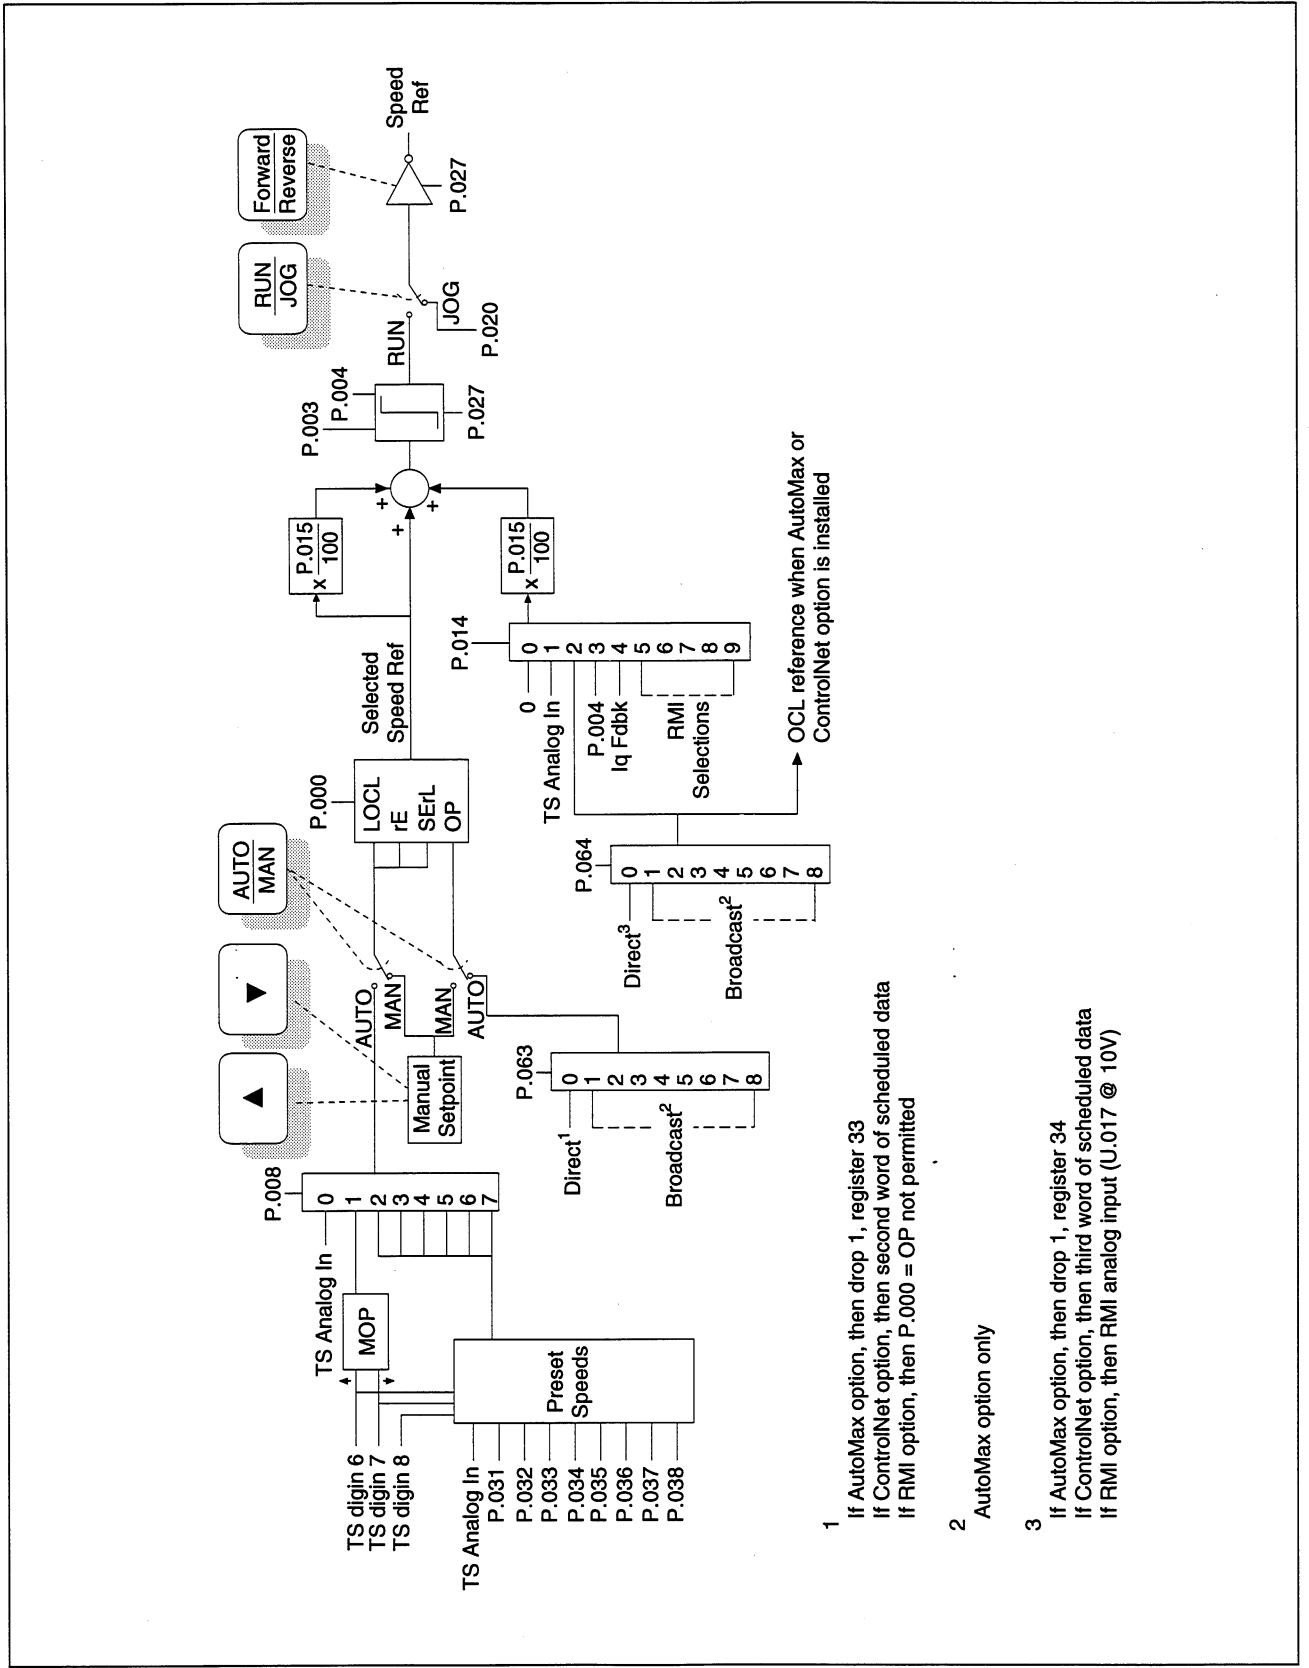 TS digin 6
TS digin 7
TS digin 8
TS Analog In
P.031
P.032
P.033
P.034
P.035
P.036
P.037
P.038
Preset
Speeds
MOP
TS Analog In
P.008
0
1
2
3
4
5
6
7
▲
▼
AUTO
MAN
Manual
Setpoint
AUTO
MAN
MAN
AUTO
P.063
0
1
2
3
4
5
6
7
8
Direct1
Broadcast2
P.000
LOCL
rE
SErL
OP
Selected
Speed Ref
P.064
0
1
2
3
4
5
6
7
8
Direct3
Broadcast2
P.014
0
1
2
3
4
5
6
7
8
9
0
TS Analog In
P.004
Iq Fdbk
RMI
Selections
OCL reference when AutoMax or
ControlNet option is installed
x P.015
100
x P.015
100
+
+
+
P.003
P.004
P.027
RUN
JOG
RUN
JOG
P.020
Forward
Reverse
P.027
Speed
Ref
1
If AutoMax option, then drop 1, register 33
If ControlNet option, then second word of scheduled data
If RMI option, then P.000 = OP not permitted
2
AutoMax option only
3
If AutoMax option, then drop 1, register 34
If ControlNet option, then third word of scheduled data
If RMI option, then RMI analog input (U.017 @ 10V)